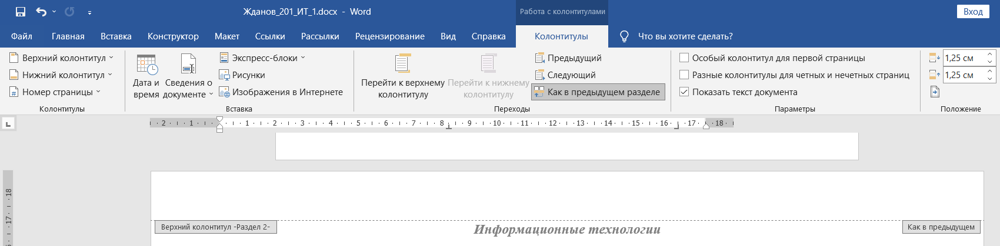 Жданов_201_ИТ_1.docx - Word
Работа с колонтитулами
Вход
Файл Главная Вставка Конструктор Макет Ссылки Рассылки Рецензирование Вид Справка Колонтитулы Что вы хотите сделать?
Верхний колонтитул
Нижний колонтитул
Номер страницы
Колонтитулы
Дата и время
Сведения о документе
Экспресс-блоки
Рисунки
Изображения в Интернете
Вставка
Перейти к верхнему колонтитулу
Перейти к нижнему колонтитулу
Предыдущий
Следующий
Как в предыдущем разделе
Переходы
Особый колонтитул для первой страницы
Разные колонтитулы для четных и нечетных страниц
Показать текст документа
Параметры
1,25 см
1,25 см
Положение
2 1 1 2 3 4 5 6 7 8 9 10 11 12 13 14 15 16 17 18
18
17
Верхний колонтитул -Раздел 2-
Информационные технологии
Как в предыдущем